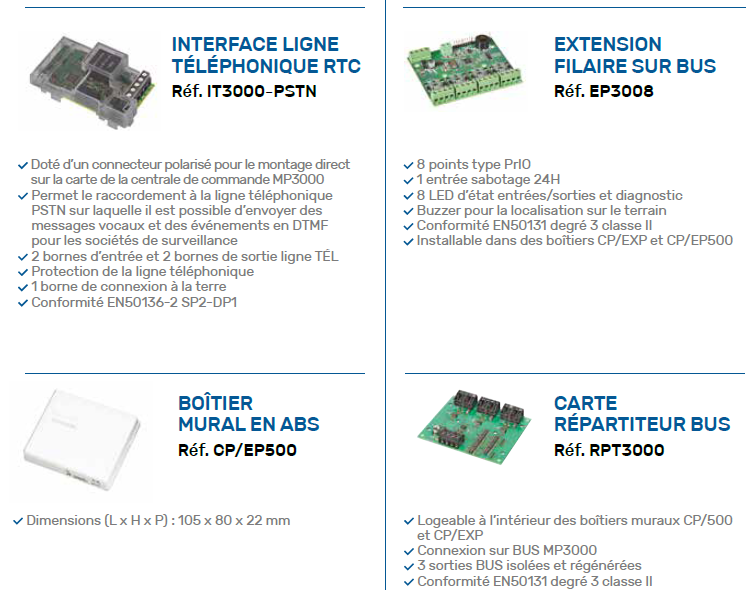 INTERFACE LIGNE
TÉLÉPHONIQUE RTC
Réf. IT3000-PSTN
Doté d'un connecteur polarisé pour le montage direct
sur la carte de la centrale de commande MP3000
Permet le raccordement à la ligne téléphonique
PSTN sur laquelle il est possible d'envoyer des
messages vocaux et des événements en DTMF
pour les sociétés de surveillance
2 bornes d'entrée et 2 bornes de sortie ligne TÉL
Protection de la ligne téléphonique
1 borne de connexion à la terre
Conformité EN50136-2 SP2-DP1
EXTENSION
FILAIRE SUR BUS
Réf. EP3008
8 points type PrIO
1 entrée sabotage 24H
8 LED d'état entrées/sorties et diagnostic
Buzzer pour la localisation sur le terrain
Conformité EN50131 degré 3 classe II
Installable dans des boîtiers CP/EXP et CP/EP500
BOÎTIER
MURAL EN ABS
Réf. CP/EP500
Dimensions (L x H x P) : 105 x 80 x 22 mm
CARTE
RÉPARTITEUR BUS
Réf. RPT3000
Logeable à l'intérieur des boîtiers muraux CP/500
et CP/EXP
Connexion sur BUS MP3000
3 sorties BUS isolées et régénérées
Conformité EN50131 degré 3 classe II